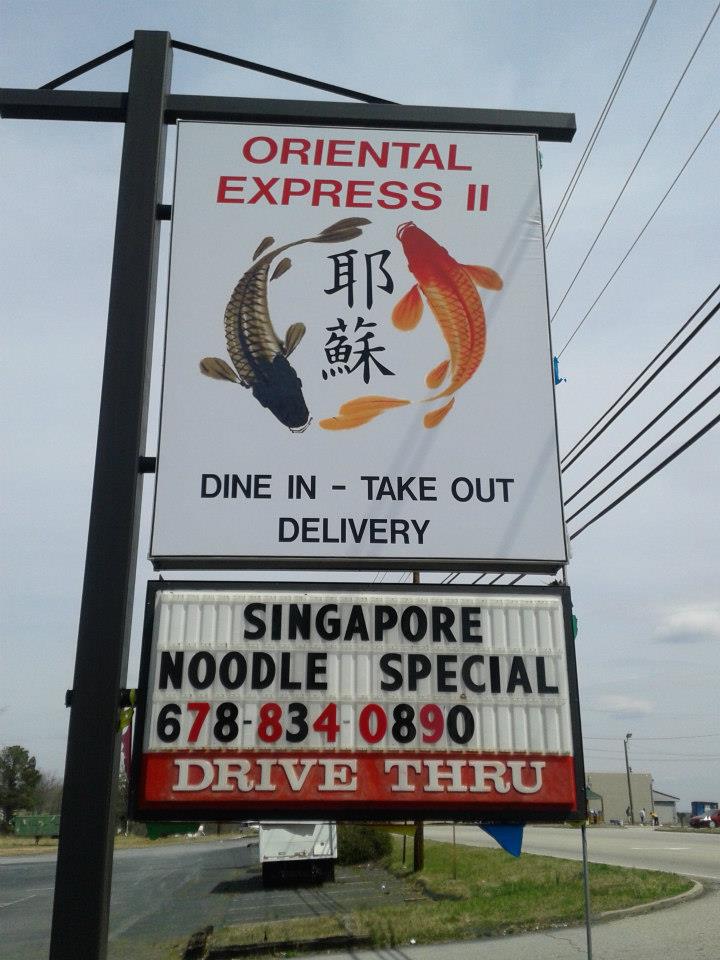 ORIENTAL
EXPRESS II
耶
蘇
DINE IN - TAKE OUT
DELIVERY
SINGAPORE
NOODLE SPECIAL
678-834-0890
DRIVE THRU